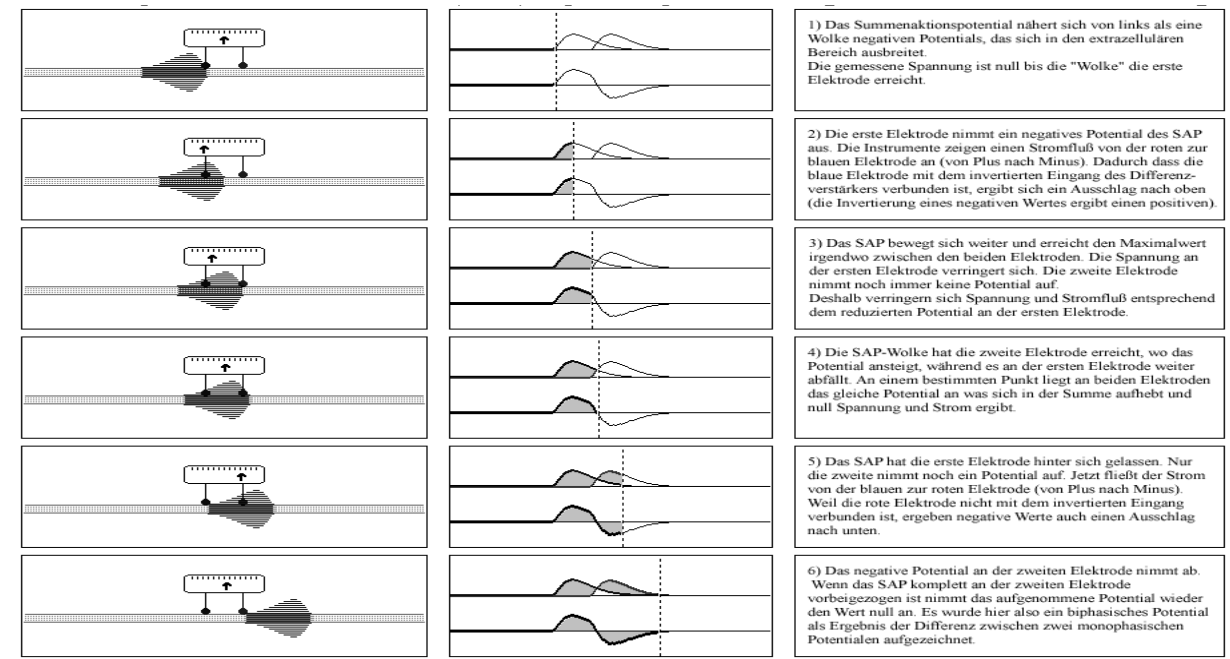 1) Das Summenaktionspotential nähert sich von links als eine
Wolke negativen Potentials, das sich in den extrazellulären
Bereich ausbreitet.
Die gemessene Spannung ist null bis die "Wolke" die erste
Elektrode erreicht.
2) Die erste Elektrode nimmt ein negatives Potential des SAP
aus. Die Instrumente zeigen einen Stromfluß von der roten zur
blauen Elektrode an (von Plus nach Minus). Dadurch dass die
blaue Elektrode mit dem invertierten Eingang des Differenz-
verstärkers verbunden ist, ergibt sich ein Ausschlag nach oben
(die Invertierung eines negativen Wertes ergibt einen positiven).
3) Das SAP bewegt sich weiter und erreicht den Maximalwert
irgendwo zwischen den beiden Elektroden. Die Spannung an
der ersten Elektrode verringert sich. Die zweite Elektrode
nimmt noch immer keine Potential auf.
Deshalb verringern sich Spannung und Stromfluß entsprechend
dem reduzierten Potential an der ersten Elektrode.
4) Die SAP-Wolke hat die zweite Elektrode erreicht, wo das
Potential ansteigt, während es an der ersten Elektrode weiter
abfällt. An einem bestimmten Punkt liegt an beiden Elektroden
das gleiche Potential an was sich in der Summe aufhebt und
null Spannung und Strom ergibt.
5) Das SAP hat die erste Elektrode hinter sich gelassen. Nur
die zweite nimmt noch ein Potential auf. Jetzt fließt der Strom
von der blauen zur roten Elektrode (von Plus nach Minus).
Weil die rote Elektrode nicht mit dem invertierten Eingang
verbunden ist, ergeben negative Werte auch einen Ausschlag
nach unten.
6) Das negative Potential an der zweiten Elektrode nimmt ab.
Wenn das SAP komplett an der zweiten Elektrode
vorbeigezogen ist nimmt das aufgenommene Potential wieder
den Wert null an. Es wurde hier also ein biphasisches Potential
als Ergebnis der Differenz zwischen zwei monophasischen
Potentialen aufgezeichnet.